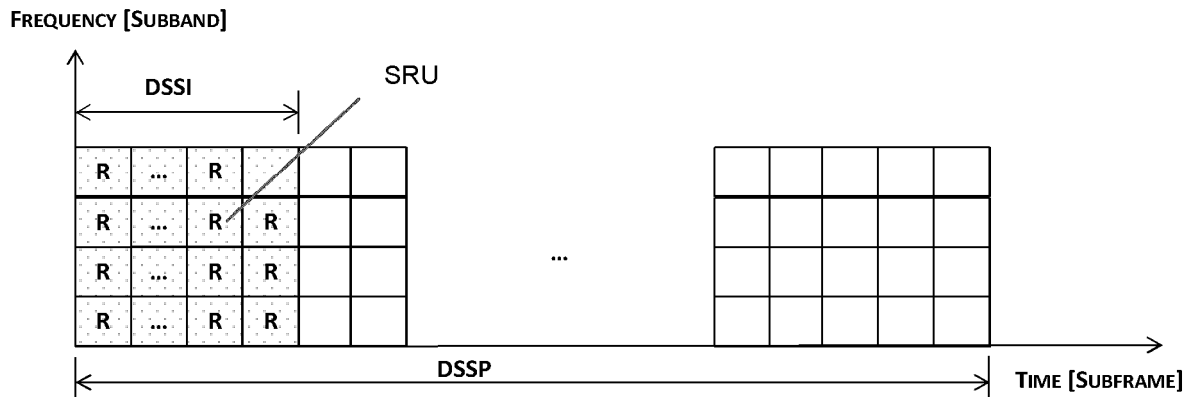 FREQUENCY [SUBBAND]
DSSI
SRU
R ... R
R ... R R
R ... R R
R ... R R
...
DSSP
TIME [SUBFRAME]